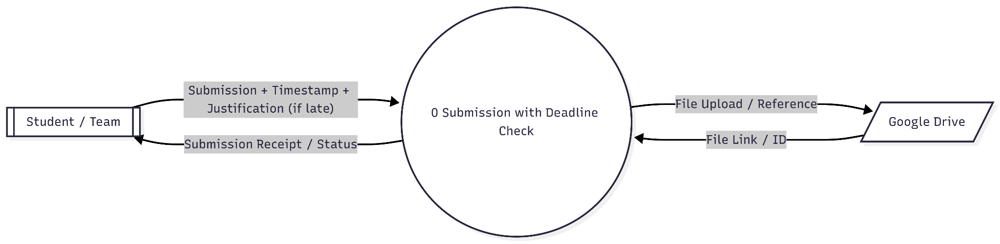 Submission + Timestamp +
Justification (if late)
Student / Team
Submission Receipt / Status
0 Submission with Deadline
Check
File Upload / Reference
Google Drive
File Link / ID